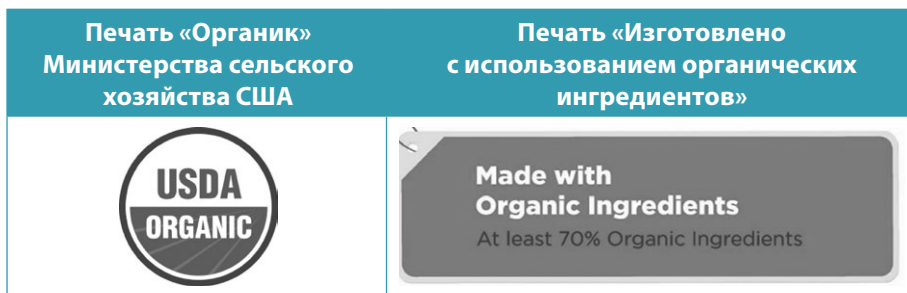 Печать «Органик»
Министерства сельского
хозяйства США
Печать «Изготовлено
с использованием органических
ингредиентов»
USDA
ORGANIC
Made with
Organic Ingredients
At least 70% Organic Ingredients